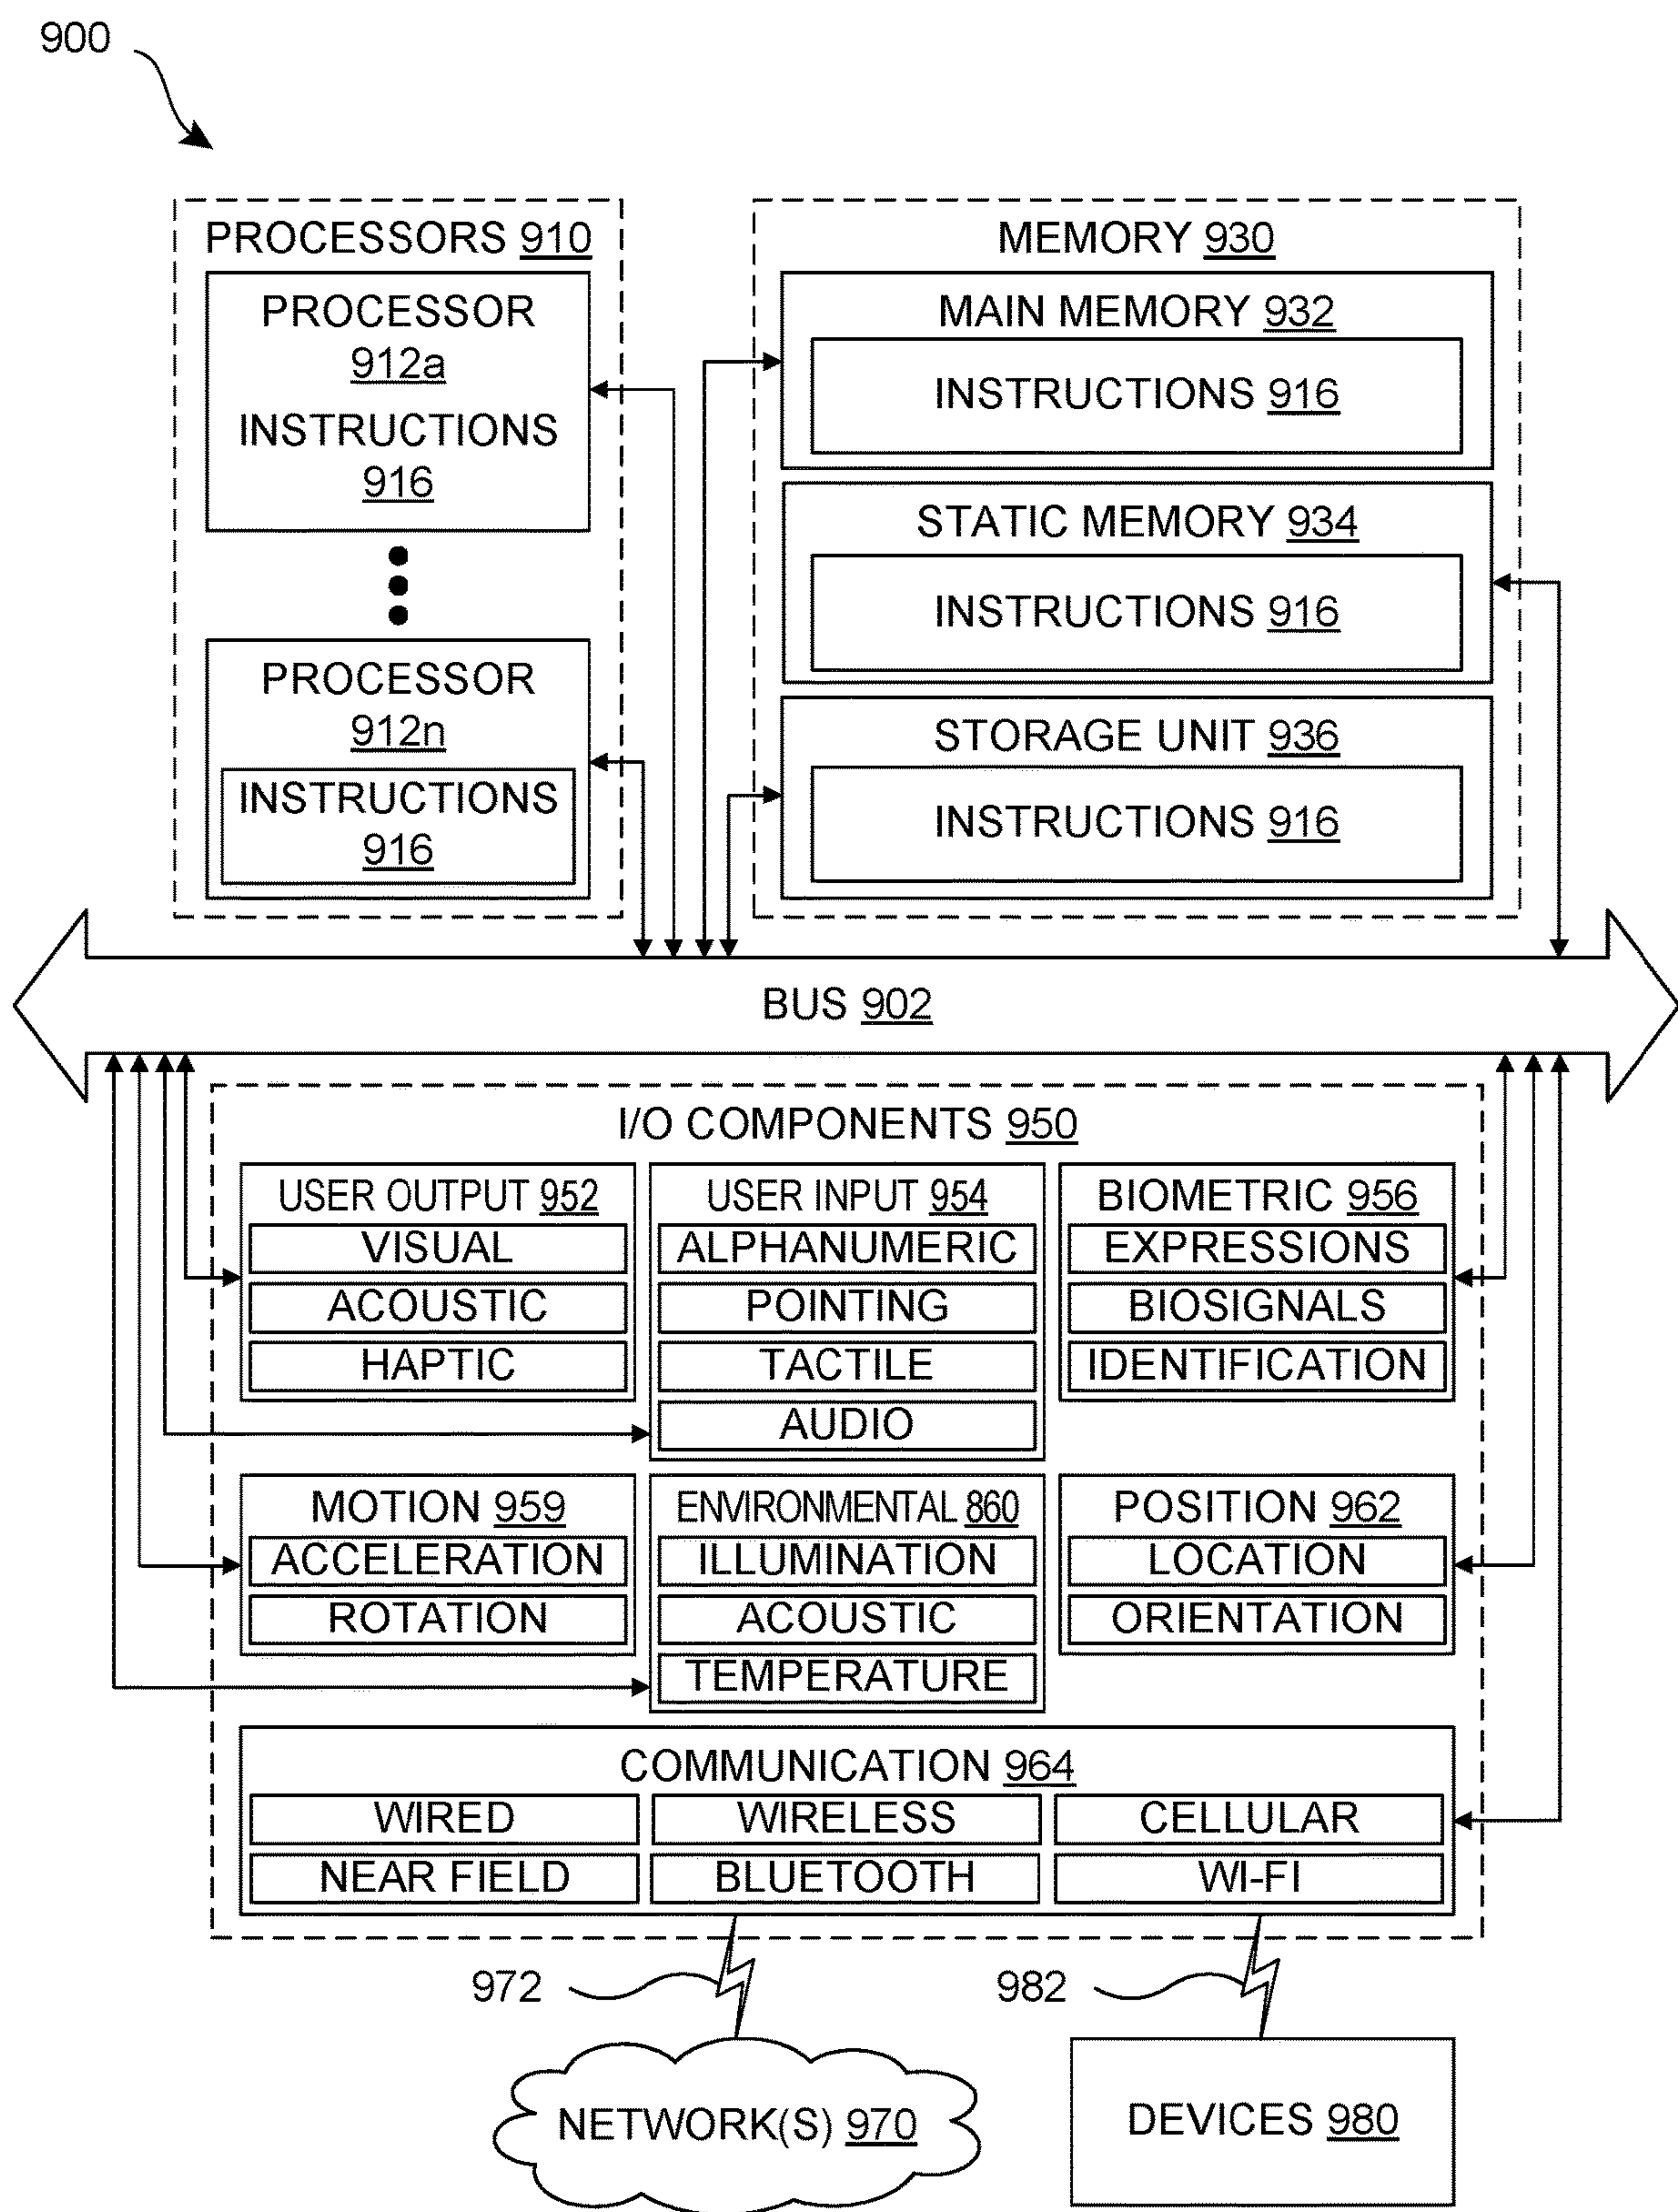 900
PROCESSORS 910
PROCESSOR
912a
INSTRUCTIONS
916
PROCESSOR
912n
INSTRUCTIONS
916
MEMORY 930
MAIN MEMORY 932
INSTRUCTIONS 916
STATIC MEMORY 934
INSTRUCTIONS 916
STORAGE UNIT 936
INSTRUCTIONS 916
BUS 902
I/O COMPONENTS 950
USER OUTPUT 952
VISUAL
ACOUSTIC
HAPTIC
USER INPUT 954
ALPHANUMERIC
POINTING
TACTILE
AUDIO
BIOMETRIC 956
EXPRESSIONS
BIOSIGNALS
IDENTIFICATION
MOTION 959
ACCELERATION
ROTATION
ENVIRONMENTAL 860
ILLUMINATION
ACOUSTIC
TEMPERATURE
POSITION 962
LOCATION
ORIENTATION
COMMUNICATION 964
WIRED
WIRELESS
CELLULAR
NEAR FIELD
BLUETOOTH
WI-FI
972
982
NETWORK(S) 970
DEVICES 980